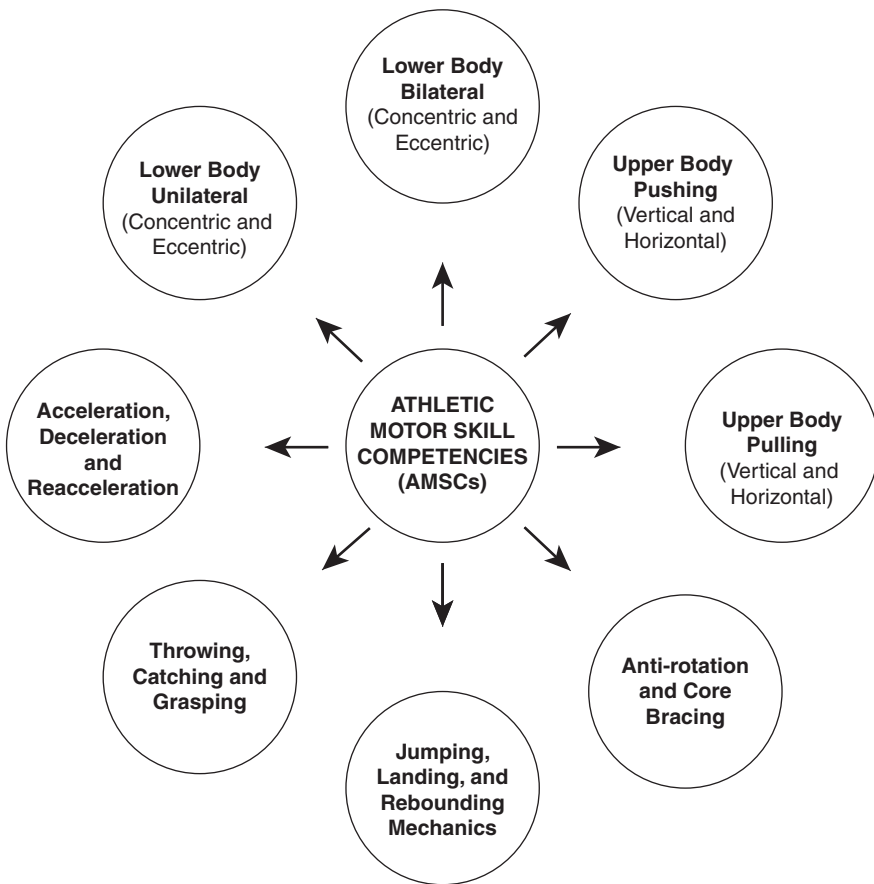 Lower Body
Bilateral
(Concentric and
Eccentric)
Lower Body
Unilateral
(Concentric and
Eccentric)
Upper Body
Pushing
(Vertical and
Horizontal)
Acceleration,
Deceleration
and
Reacceleration
ATHLETIC
MOTOR SKILL
COMPETENCIES
(AMSCs)
Upper Body
Pulling
(Vertical and
Horizontal)
Throwing,
Catching and
Grasping
Anti-rotation
and Core
Bracing
Jumping,
Landing, and
Rebounding
Mechanics